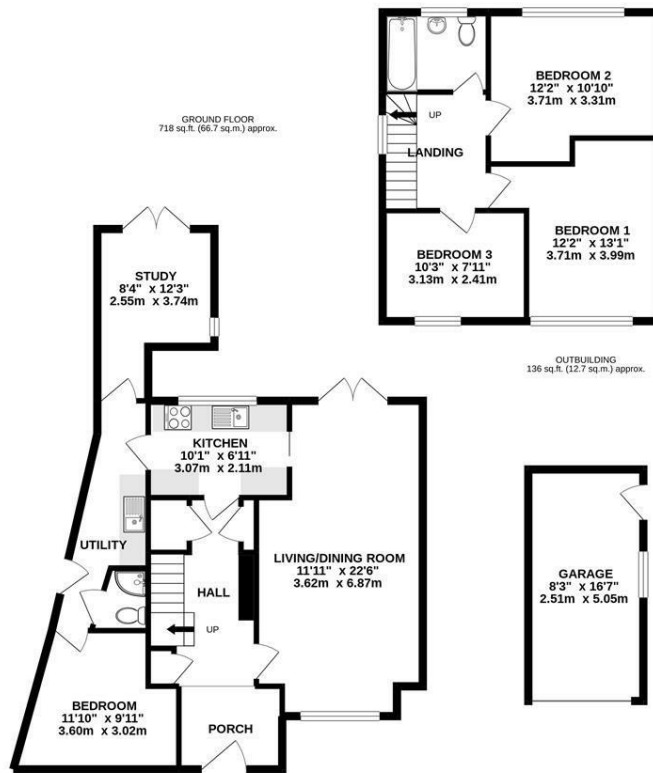 GROUND FLOOR
718 sq.ft. (66.7 sq.m.) approx.
BEDROOM 2
12'2" x 10'10"
3.71m x 3.31m
UP
LANDING
BEDROOM 1
12'2" x 13'1"
3.71m x 3.99m
BEDROOM 3
10'3" x 7'11"
3.13m x 2.41m
STUDY
8'4" x 12'3"
2.55m x 3.74m
OUTBUILDING
136 sq.ft. (12.7 sq.m.) approx.
KITCHEN
10'1" x 6'11"
3.07m x 2.11m
UTILITY
LIVING/DINING ROOM
11'11" x 22'6"
3.62m x 6.87m
HALL
UP
GARAGE
8'3" x 16'7"
2.51m x 5.05m
BEDROOM
11'10" x 9'11"
3.60m x 3.02m
PORCH